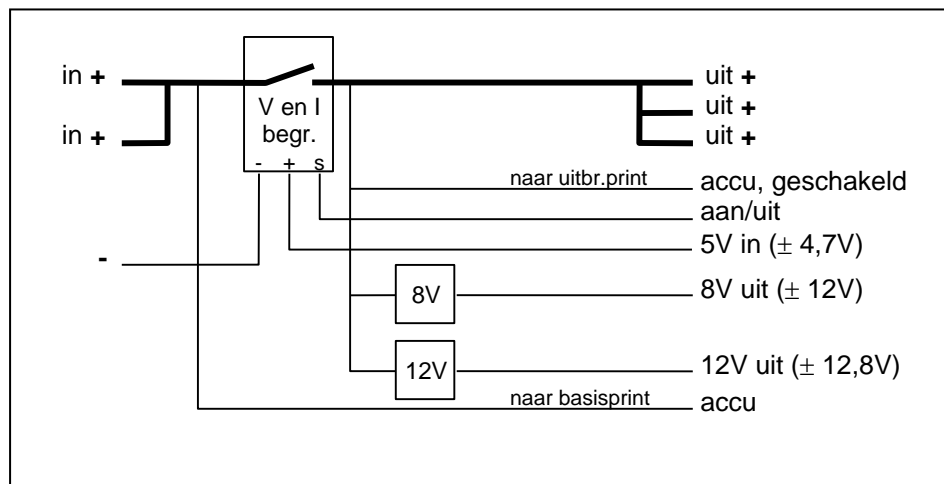 in +
uit +
V en I
begr.
uit +
in +
uit +
- + s
naar uitbr.print
accu, geschakeld
aan/uit
5V in (± 4,7V)
-
8V
8V uit (± 12V)
12V
12V uit (± 12,8V)
naar basisprint
accu